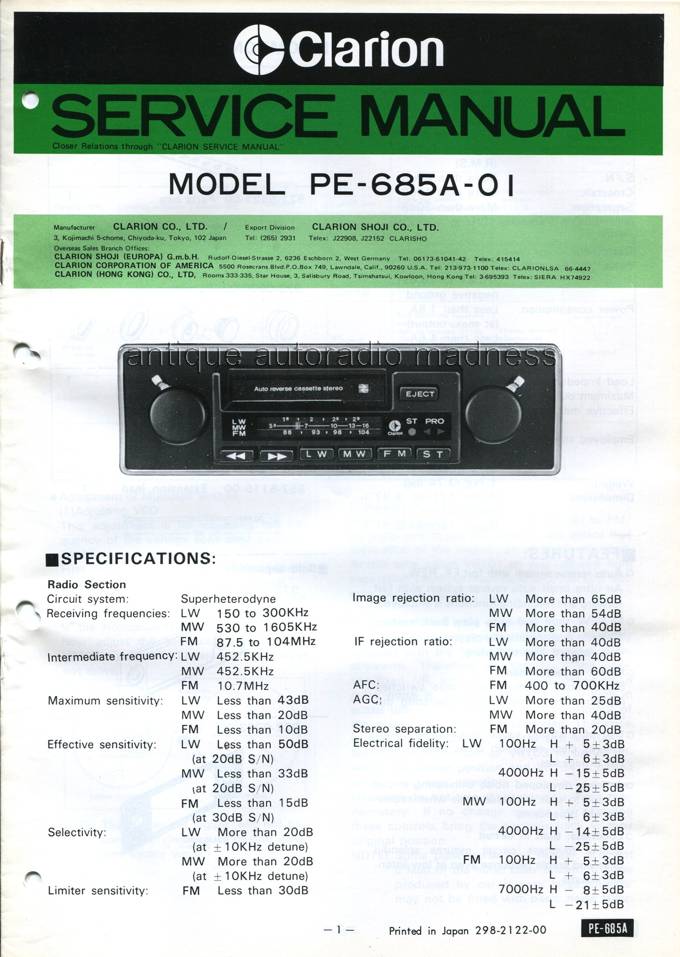 Clarion
SERVICE MANUAL
Closer Relations through "CLARION SERVICE MANUAL"
MODEL PE-685A-01
Manufacturer CLARION CO., LTD. / Export Division CLARION SHOJI CO., LTD.
3, Kojimachi 5-chome, Chiyoda-ku, Tokyo, 102 Japan Tel: (265) 2931 Telex: J22908, J22152 CLARISHO
Overseas Sales Branch Offices:
CLARION SHOJI (EUROPA) G.m.b.H. Rudolf-Diesel-Strasse 2, 6236 Eschborn 2, West Germany Tel. 06173-61041-42 Telex: 415414
CLARION CORPORATION OF AMERICA 5500 Rosecrans Blvd.P.O.Box 749, Lawndale, Calif., 90260 U.S.A. Tel: 213-973-1100 Telex: CLARIONLSA 66-4447
CLARION (HONG KONG) CO., LTD, Rooms 333-335, Star House, 3, Salisbury Road, Tsimshatsui, Kowloon, Hong Kong Tel: 3-695393 Telex: SIERA HX74922
antique autoradio madness
Auto reverse cassette stereo
EJECT
LW
MW
FM
88 93 98 104
Clarion
ST PRO
LW MW FM ST
■SPECIFICATIONS:
Radio Section
Circuit system: Superheterodyne
Receiving frequencies: LW 150 to 300KHz
MW 530 to 1605KHz
FM 87.5 to 104MHz
Intermediate frequency: LW 452.5KHz
MW 452.5KHz
FM 10.7MHz
Maximum sensitivity: LW Less than 43dB
MW Less than 20dB
FM Less than 10dB
Effective sensitivity: LW Less than 50dB
(at 20dB S/N)
MW Less than 33dB
(at 20dB S/N)
FM Less than 15dB
(at 30dB S/N)
Selectivity: LW More than 20dB
(at ±10KHz detune)
MW More than 20dB
(at ±10KHz detune)
Limiter sensitivity: FM Less than 30dB
Image rejection ratio: LW More than 65dB
MW More than 54dB
FM More than 40dB
IF rejection ratio: LW More than 40dB
MW More than 40dB
FM More than 60dB
AFC: FM 400 to 700KHz
AGC: LW More than 25dB
MW More than 40dB
Stereo separation: FM More than 20dB
Electrical fidelity: LW 100Hz H + 5±3dB
L + 6±3dB
4000Hz H −15±5dB
L −25±5dB
MW 100Hz H + 5±3dB
L + 6±3dB
4000Hz H −14±5dB
L −25±5dB
FM 100Hz H + 5±3dB
L + 6±3dB
7000Hz H − 8±5dB
L −21±5dB
−1−
Printed in Japan 298-2122-00
PE-685A